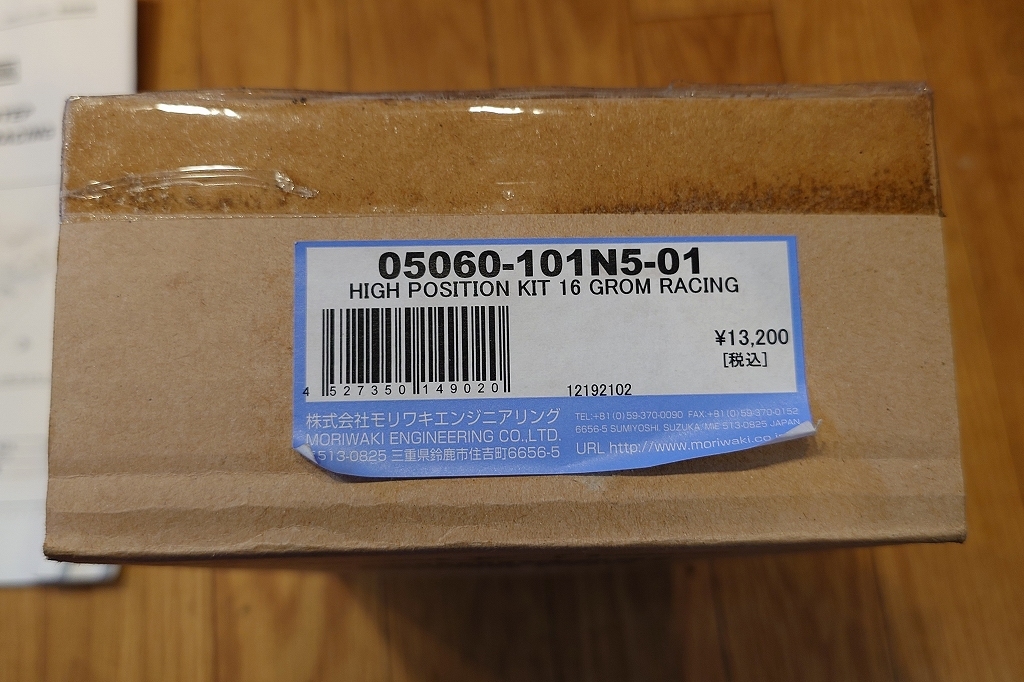 05060-101N5-01
HIGH POSITION KIT 16 GROM RACING
¥13,200
[税込]
4 527350 149020
12192102
株式会社モリワキエンジニアリング
MORIWAKI ENGINEERING CO.,LTD.
〒513-0825 三重県鈴鹿市住吉町6656-5
TEL:+81(0)59-370-0090 FAX.+81(0)59-370-0152
6656-5 SUMIYOSHI, SUZUKA, MIE 513-0825 JAPAN
URL http://www.moriwaki.co